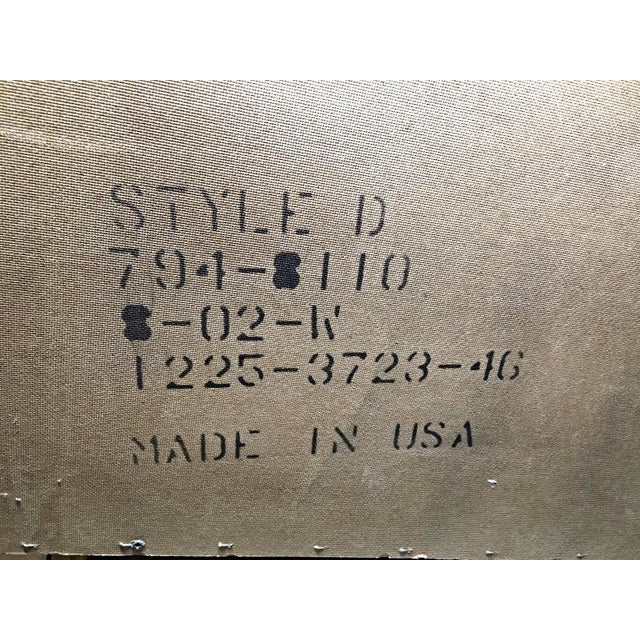 STYLE D
794-8110
8-02-W
1225-3723-46
MADE IN USA